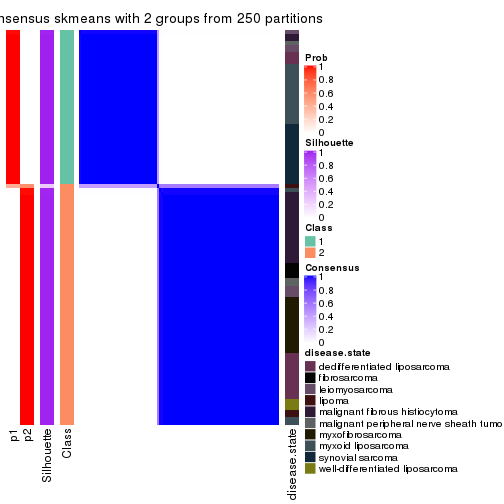 nsensus skmeans with 2 groups from 250 partitions
Prob
1
0.8
0.6
0.4
0.2
0
Silhouette
1
0.8
0.6
0.4
0.2
0
Class
1
2
Consensus
1
0.8
0.6
0.4
0.2
0
disease.state
dedifferentiated liposarcoma
fibrosarcoma
leiomyosarcoma
lipoma
malignant fibrous histiocytoma
malignant peripheral nerve sheath tumo
myxofibrosarcoma
myxoid liposarcoma
synovial sarcoma
well-differentiated liposarcoma
p1
p2
Silhouette
Class
disease.state